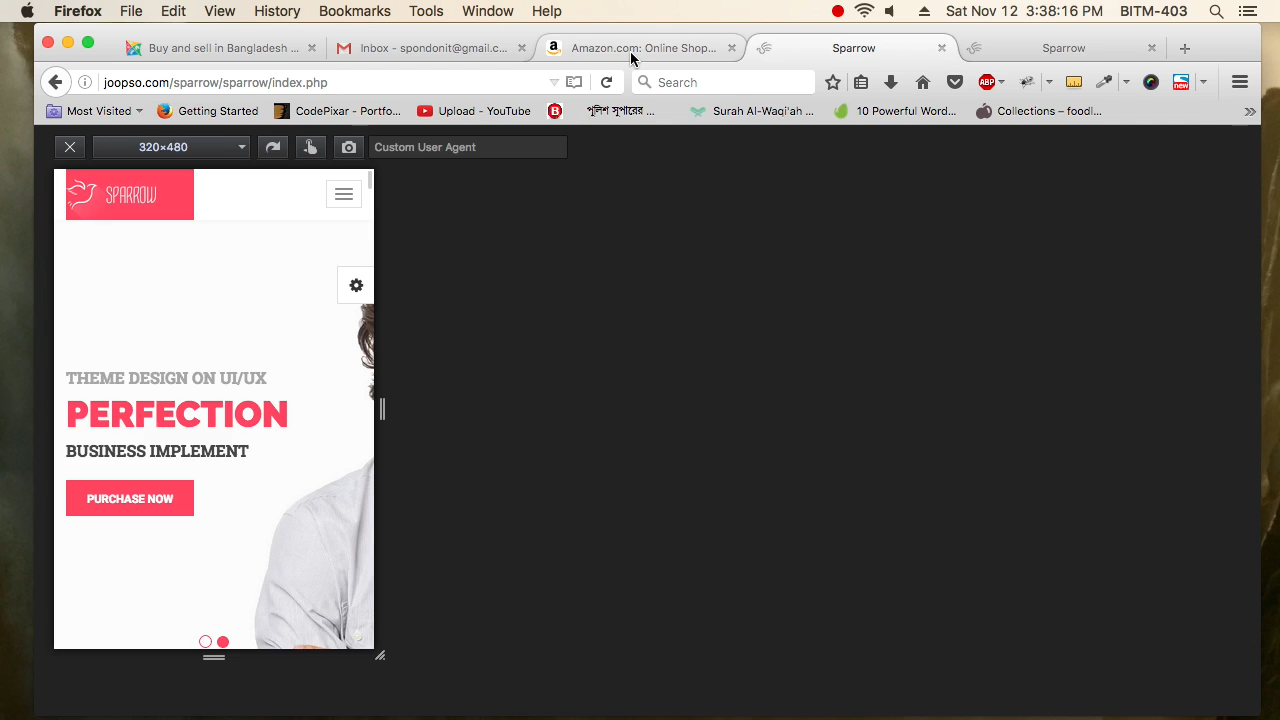 Firefox File Edit View History Bookmarks Tools Window Help Sat Nov 12 3:38:16 PM BITM-403
Buy and sell in Bangladesh ... Inbox - spondonit@gmail.c... Amazon.com: Online Shop... Sparrow Sparrow
joopso.com/sparrow/sparrow/index.php Search ABP new
Most Visited Getting Started CodePixar - Portfo... Upload - YouTube B পুলিশ সুপারের ... Surah Al-Waqi'ah ... 10 Powerful Word... Collections – foodl...
320×480 Custom User Agent
SPARROW
THEME DESIGN ON UI/UX
PERFECTION
BUSINESS IMPLEMENT
PURCHASE NOW